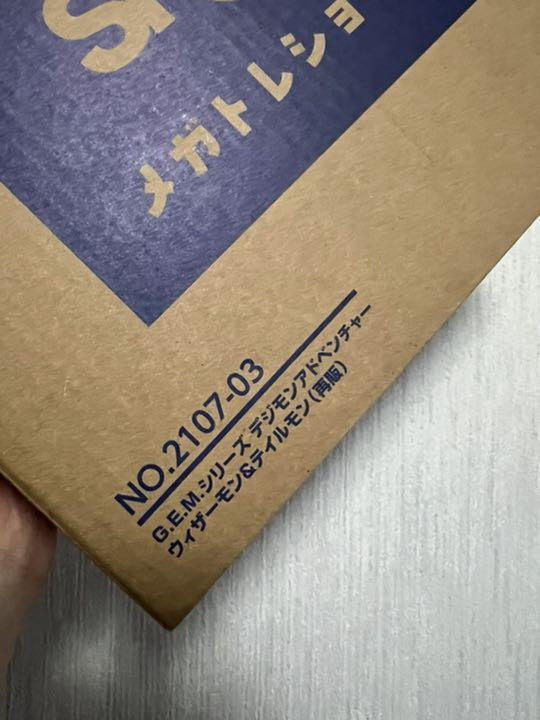 メガトレショ
NO.2107-03
G.E.M.シリーズ デジモンアドベンチャー
ウィザーモン&テイルモン(再販)